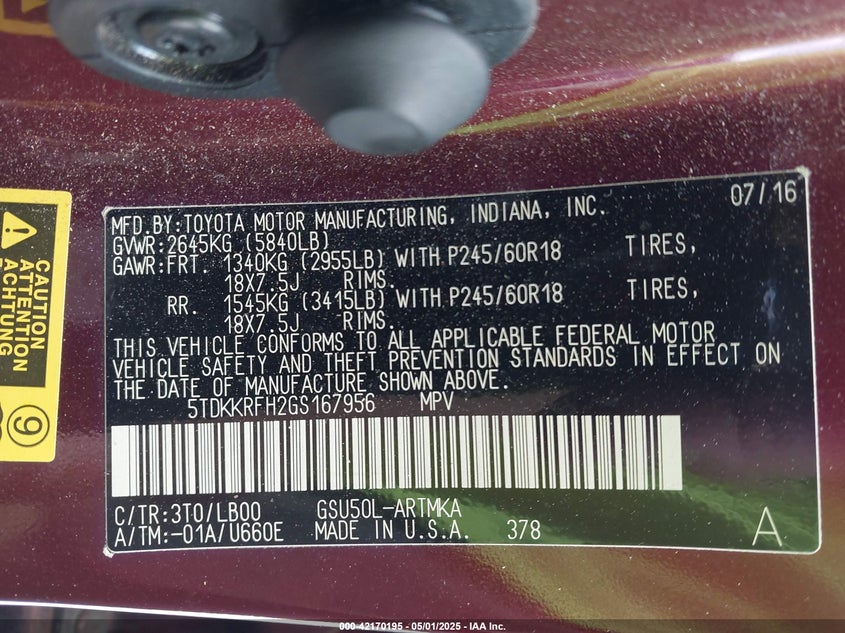 MFD.BY:TOYOTA MOTOR MANUFACTURING, INDIANA, INC. 07/16
GVWR:2645KG (5840LB)
GAWR:FRT. 1340KG (2955LB) WITH P245/60R18 TIRES,
18X7.5J RIMS.
RR. 1545KG (3415LB) WITH P245/60R18 TIRES,
18X7.5J RIMS.
THIS VEHICLE CONFORMS TO ALL APPLICABLE FEDERAL MOTOR
VEHICLE SAFETY AND THEFT PREVENTION STANDARDS IN EFFECT ON
THE DATE OF MANUFACTURE SHOWN ABOVE.
5TDKKRFH2GS167956 MPV
C/TR:3T0/LB00 GSU50L-ARTMKA
A/TM:-01A/U660E MADE IN U.S.A. 378 A
CAUTION
ATTENTION
ACHTUNG
9
000-42170195 - 05/01/2025 - IAA Inc.